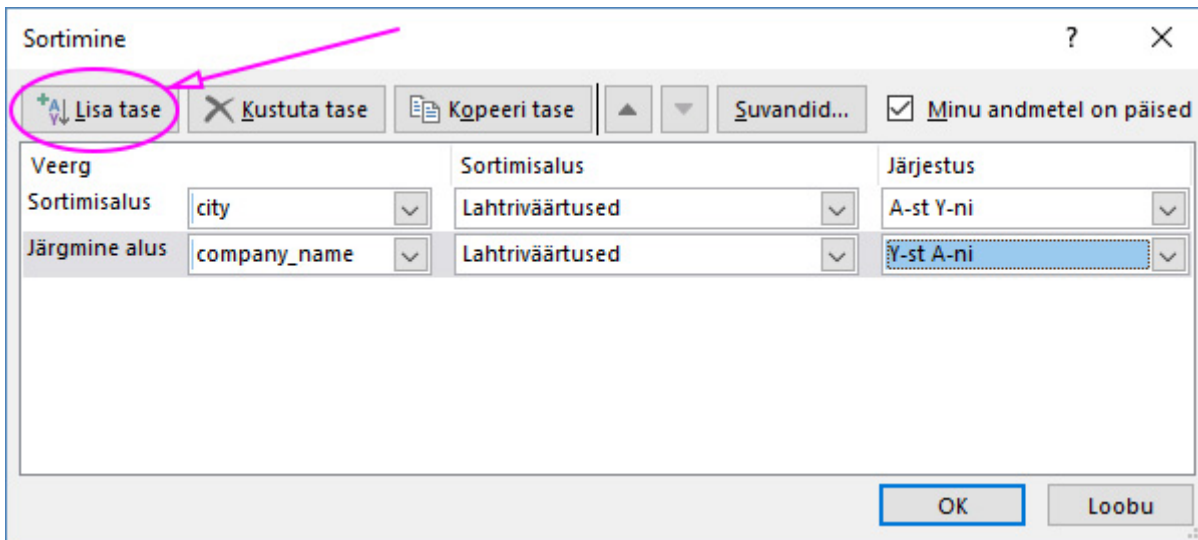 Sortimine ?
Lisa tase Kustuta tase Kopeeri tase Suvandid... Minu andmetel on päised
Veerg Sortimisalus Järjestus
Sortimisalus city Lahtriväärtused A-st Y-ni
Järgmine alus company_name Lahtriväärtused Y-st A-ni
OK Loobu